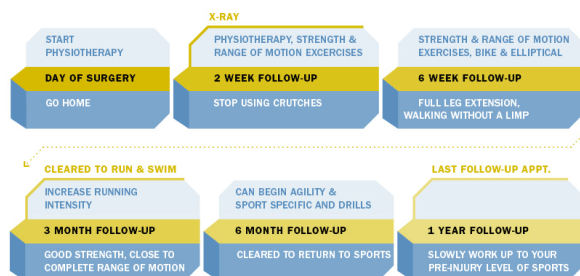 X-RAY
START
PHYSIOTHERAPY
DAY OF SURGERY
GO HOME
PHYSIOTHERAPY, STRENGTH &
RANGE OF MOTION EXCERCISES
2 WEEK FOLLOW-UP
STOP USING CRUTCHES
STRENGTH & RANGE OF MOTION
EXERCISES, BIKE & ELLIPTICAL
6 WEEK FOLLOW-UP
FULL LEG EXTENSION,
WALKING WITHOUT A LIMP
CLEARED TO RUN & SWIM
INCREASE RUNNING
INTENSITY
3 MONTH FOLLOW-UP
GOOD STRENGTH, CLOSE TO
COMPLETE RANGE OF MOTION
CAN BEGIN AGILITY &
SPORT SPECIFIC AND DRILLS
6 MONTH FOLLOW-UP
CLEARED TO RETURN TO SPORTS
LAST FOLLOW-UP APPT.
1 YEAR FOLLOW-UP
SLOWLY WORK UP TO YOUR
PRE-INJURY LEVEL OF SPORTS